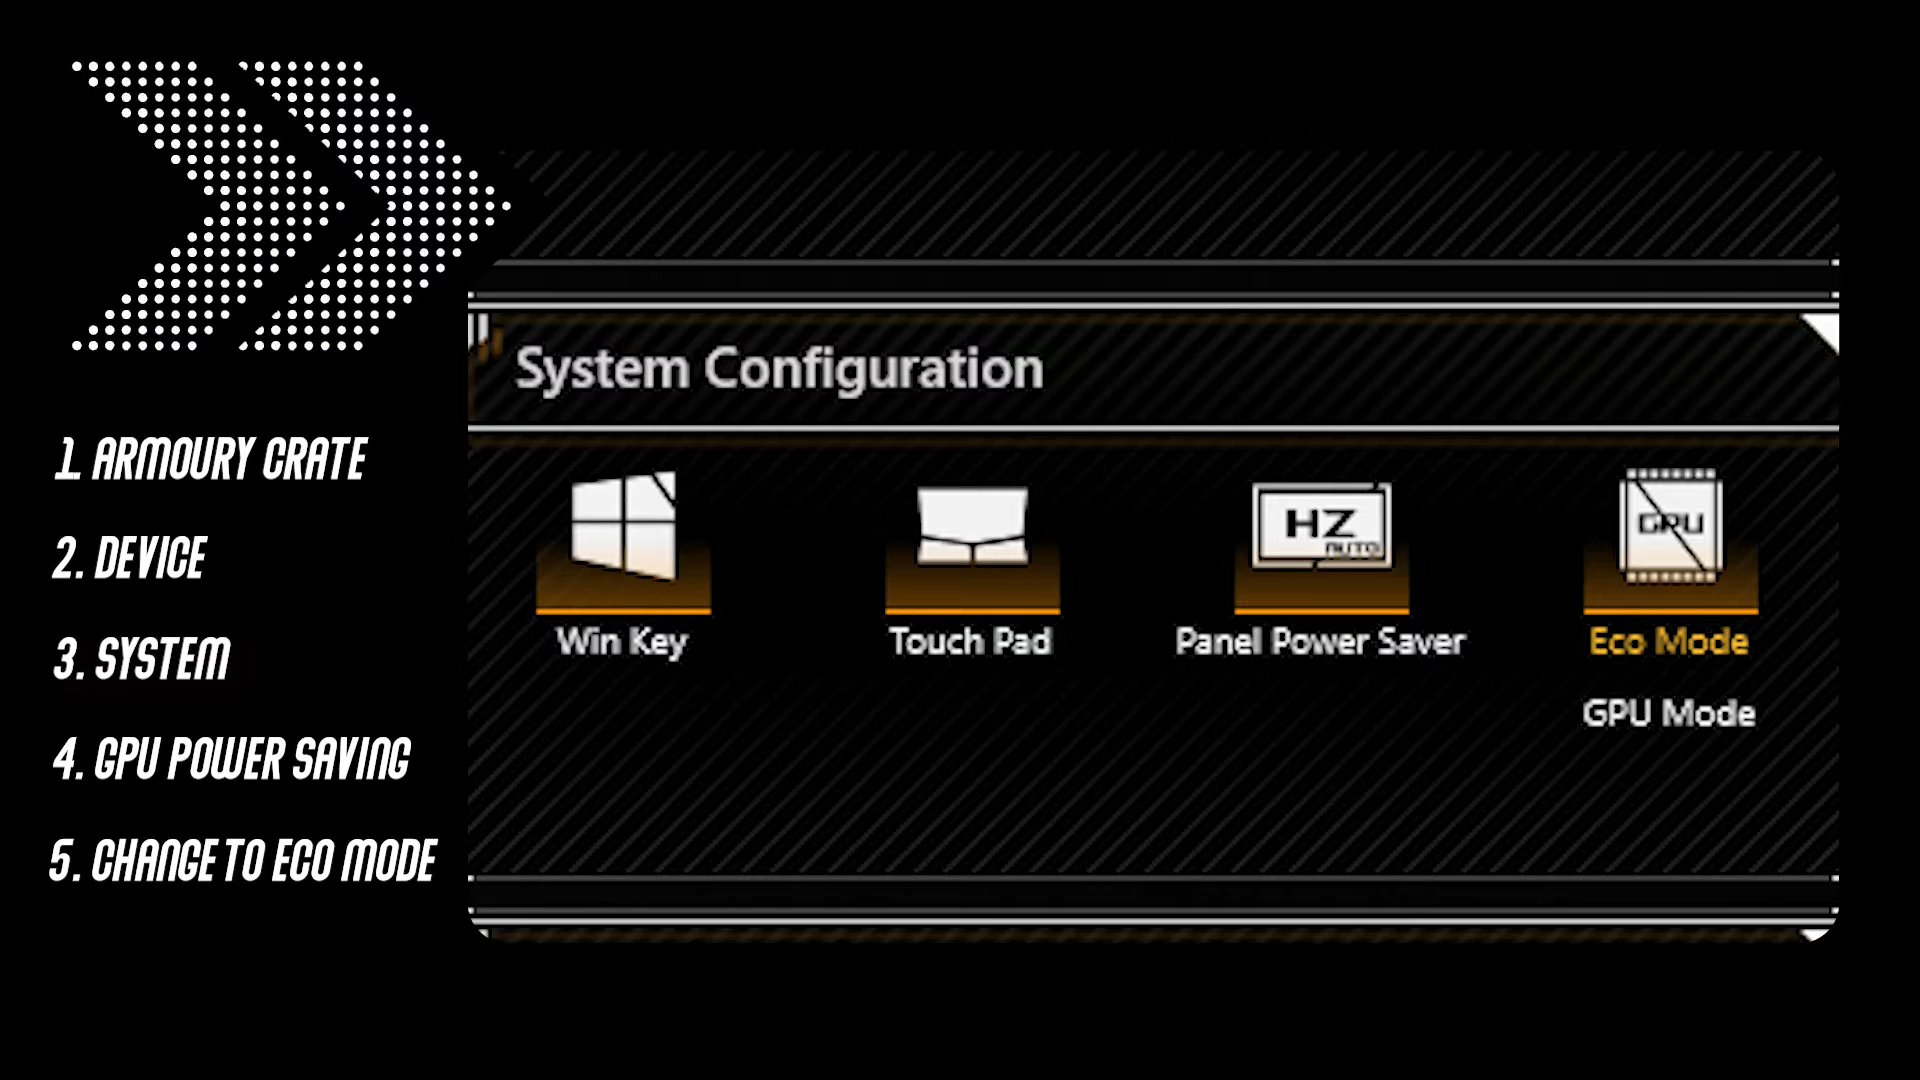 1. ARMOURY CRATE
2. DEVICE
3. SYSTEM
4. GPU POWER SAVING
5. CHANGE TO ECO MODE
System Configuration
HZ
AUTO
GPU
Win Key
Touch Pad
Panel Power Saver
Eco Mode
GPU Mode